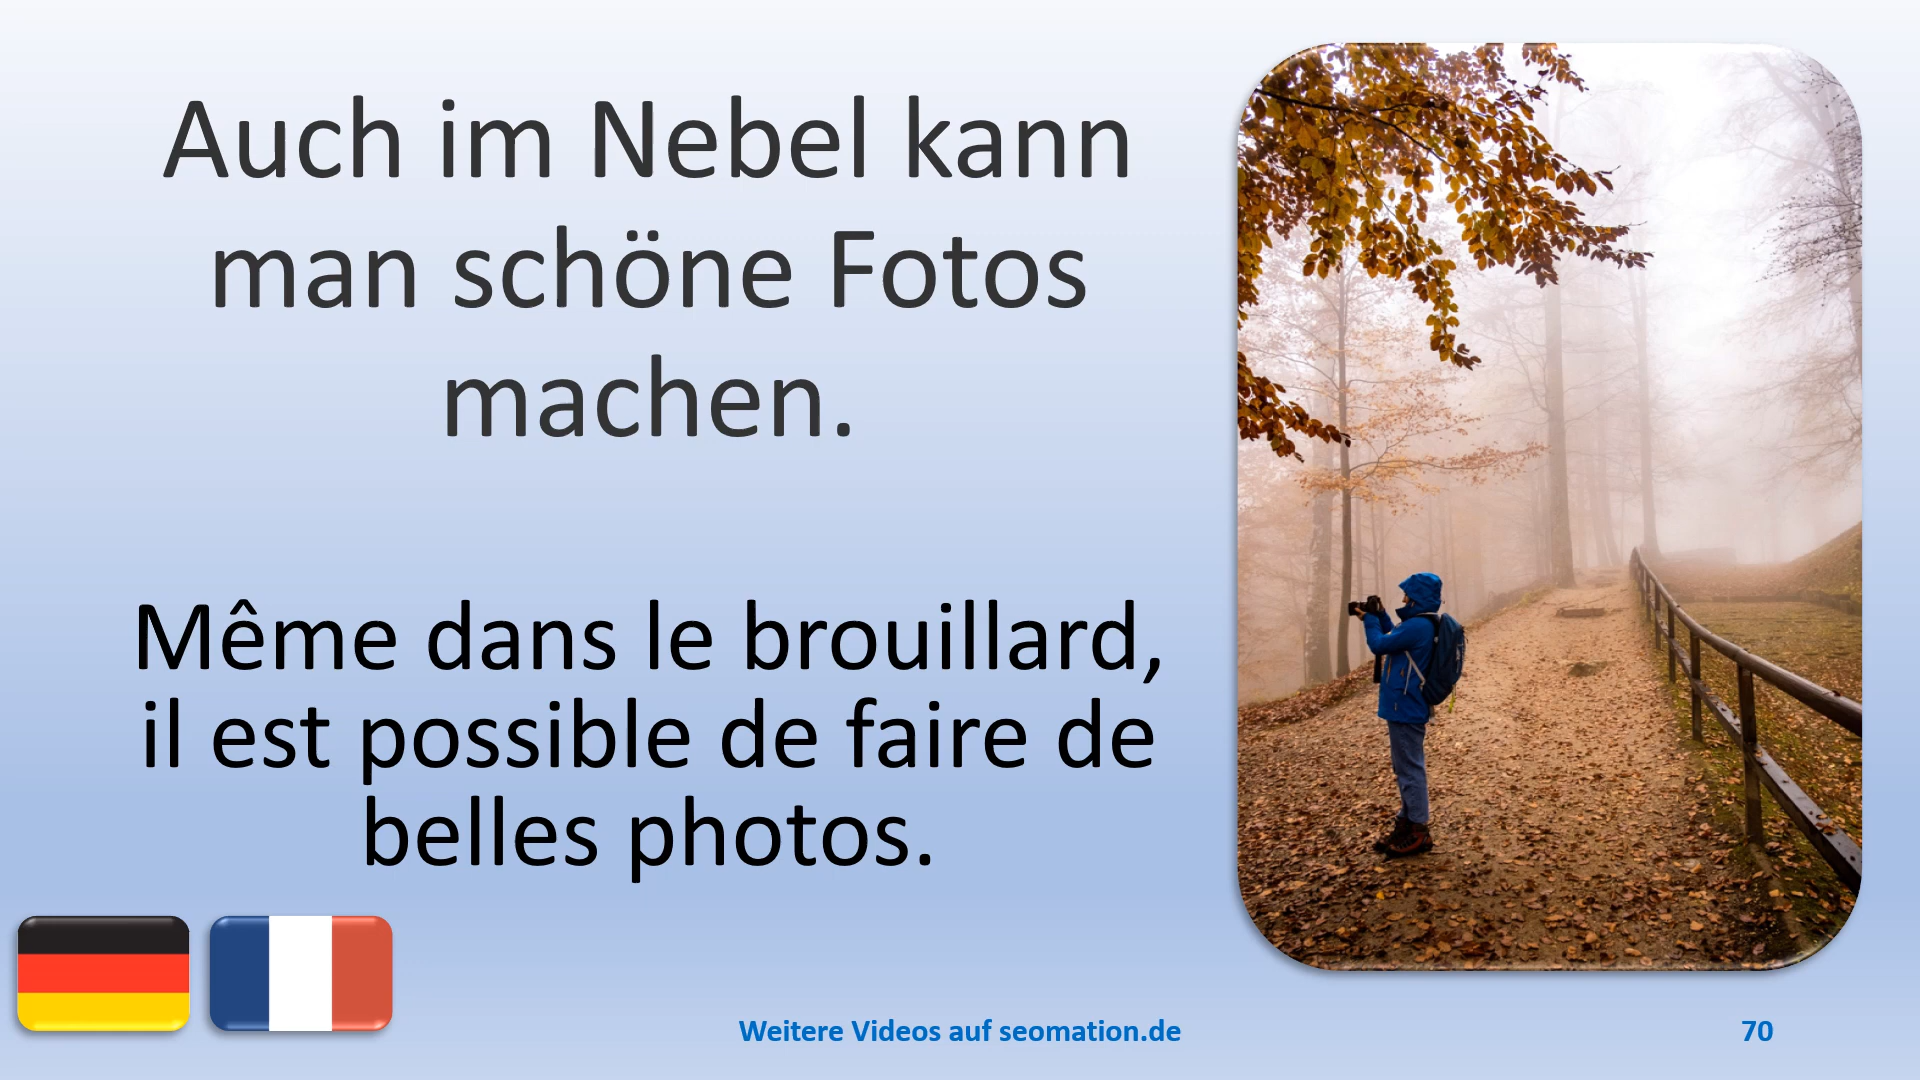 Auch im Nebel kann
man schöne Fotos
machen.
Même dans le brouillard,
il est possible de faire de
belles photos.
Weitere Videos auf seomation.de
70